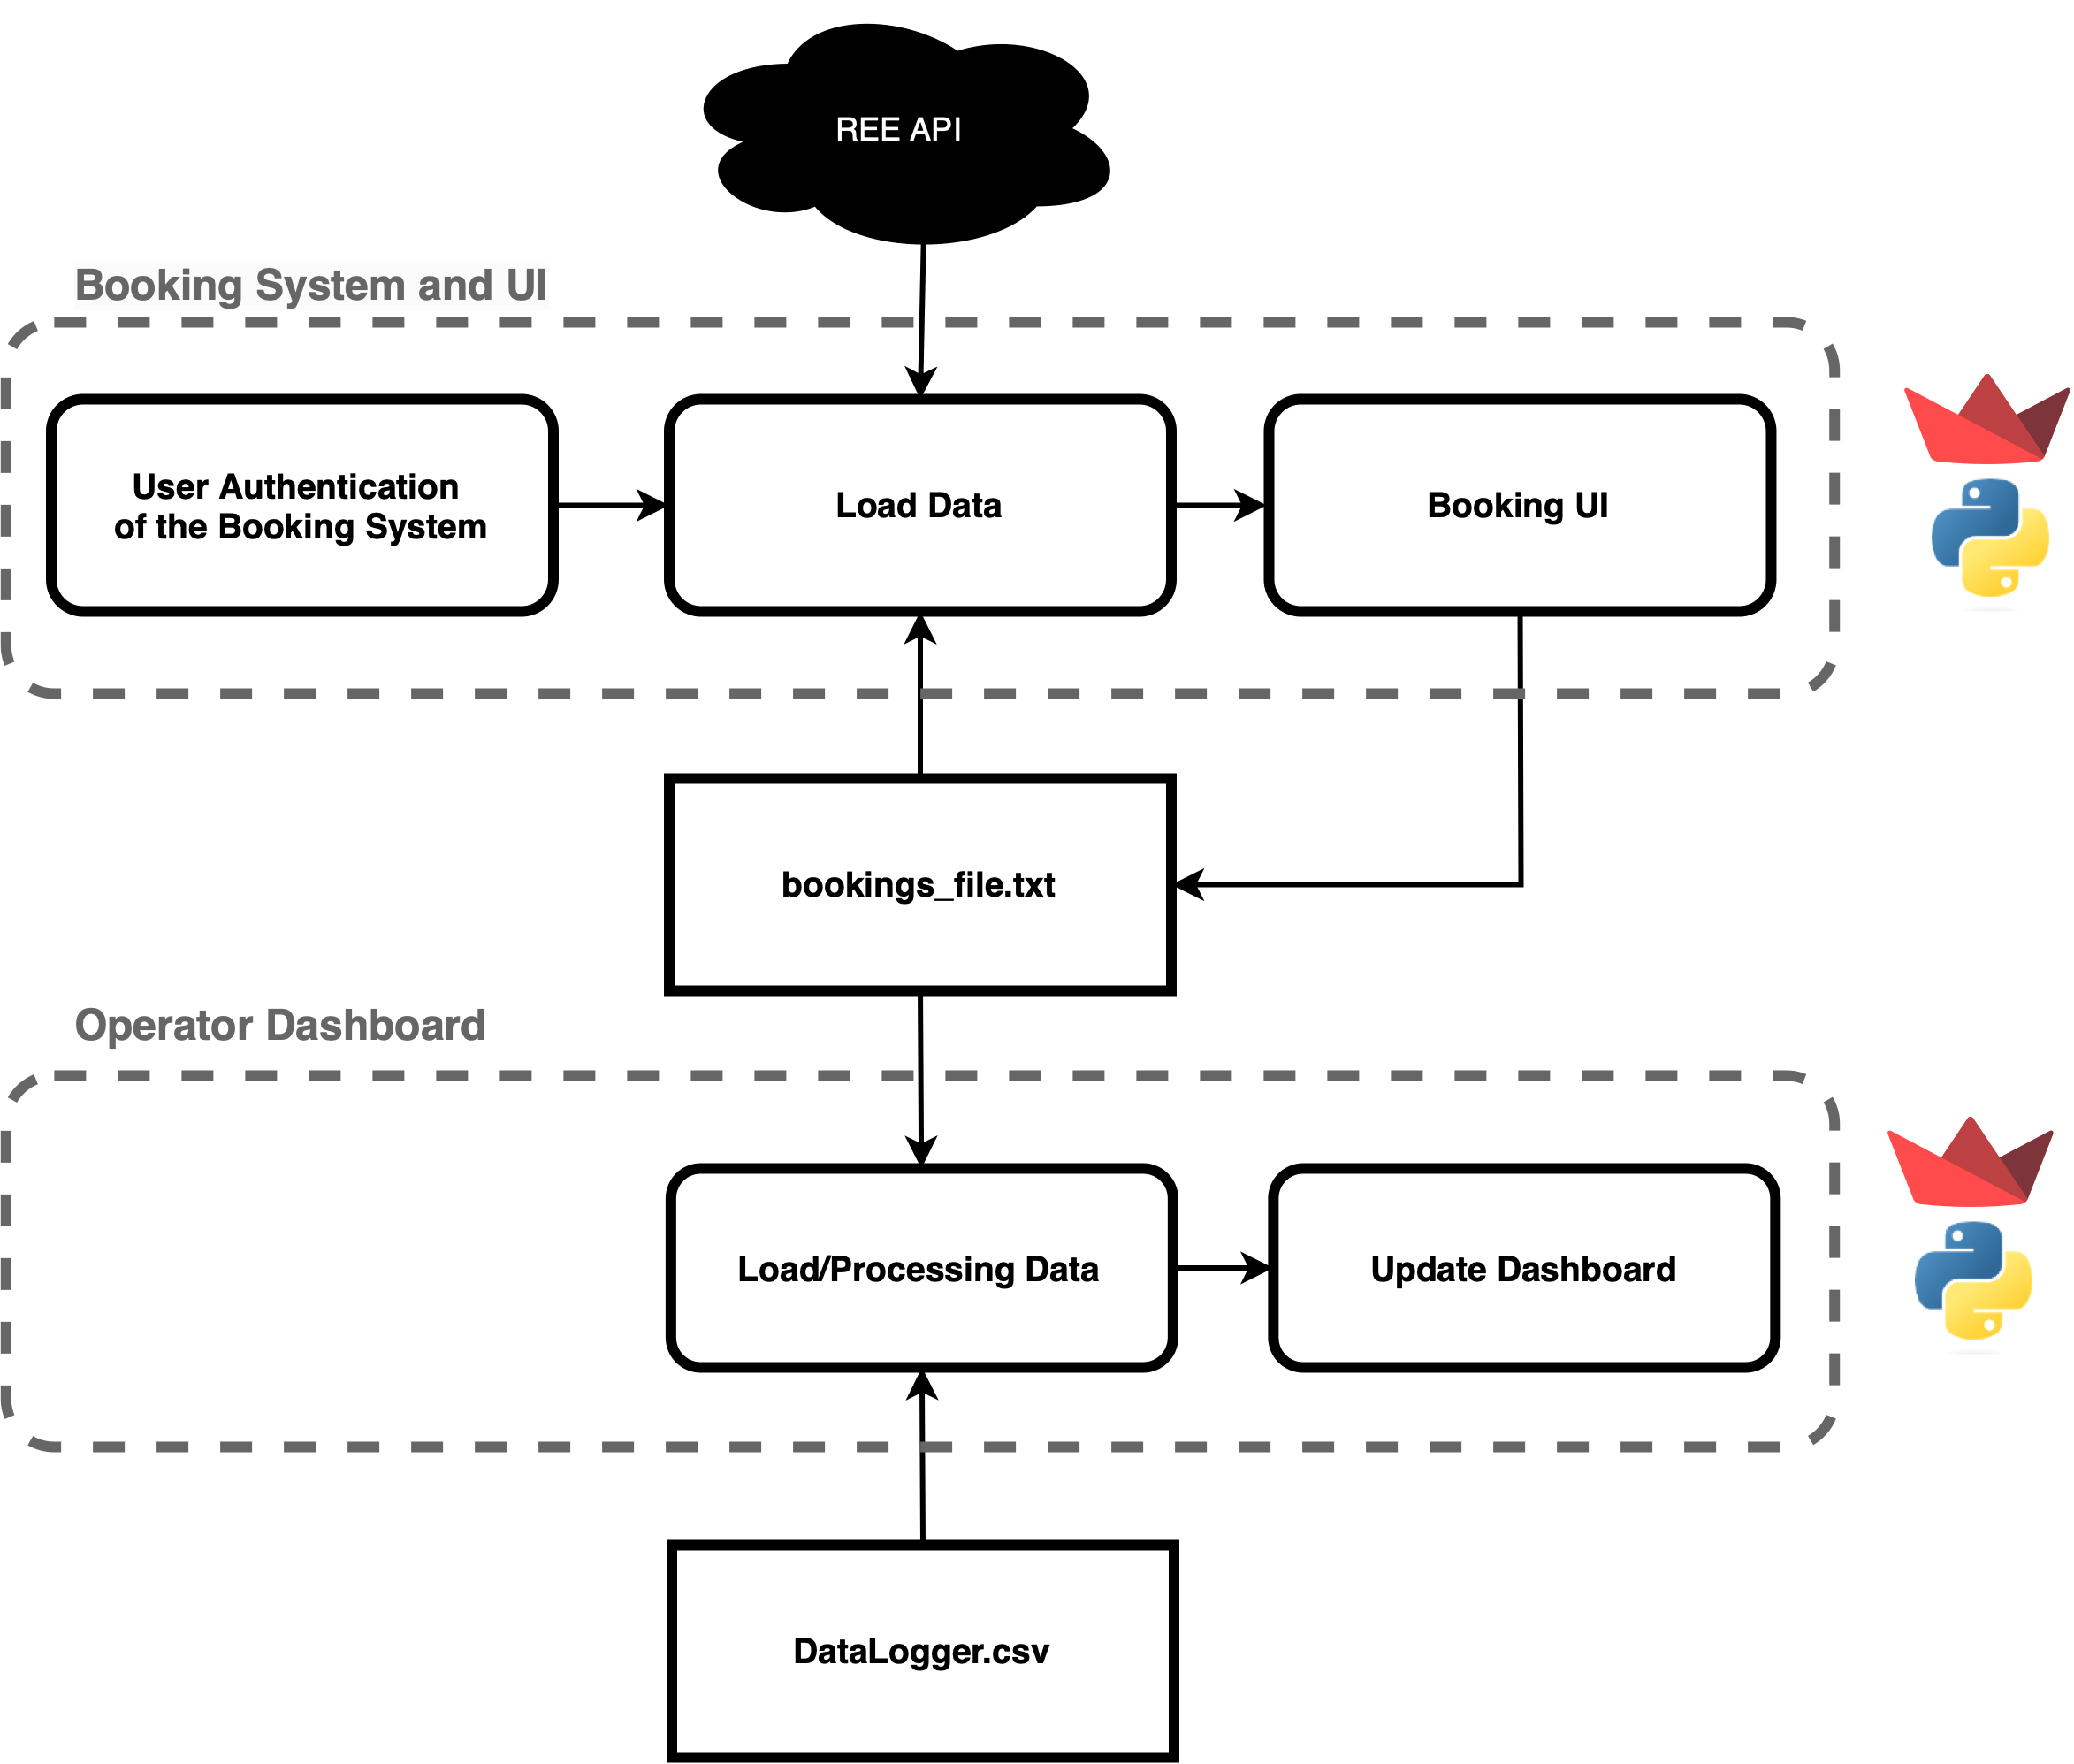 REE API
Booking System and UI
User Authentication
of the Booking System
Load Data
Booking UI
bookings_file.txt
Operator Dashboard
Load/Processing Data
Update Dashboard
DataLogger.csv